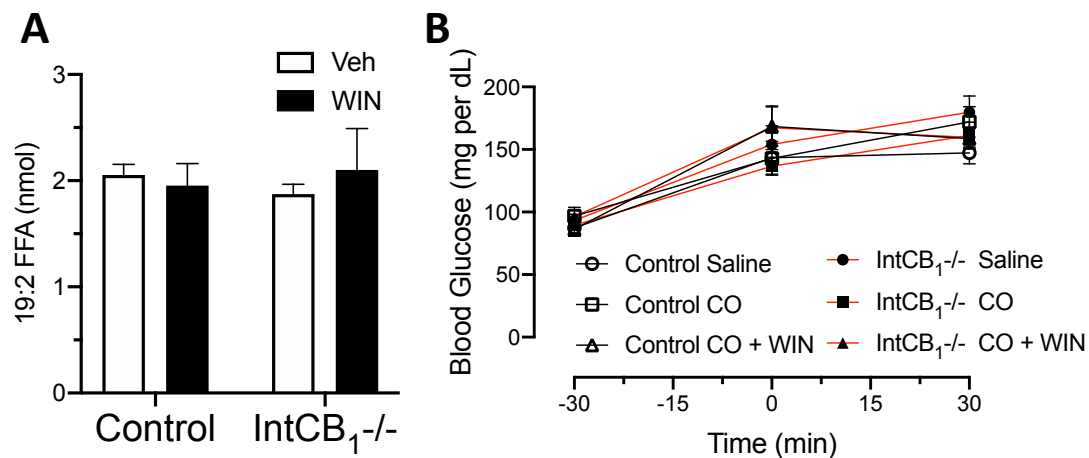 A
Veh
WIN
3
2
1
0
19:2 FFA (nmol)
Control
IntCB₁-/-
B
200
150
100
50
0
Blood Glucose (mg per dL)
Control Saline
Control CO
Control CO + WIN
IntCB₁-/- Saline
IntCB₁-/- CO
IntCB₁-/- CO + WIN
-30
-15
0
15
30
Time (min)